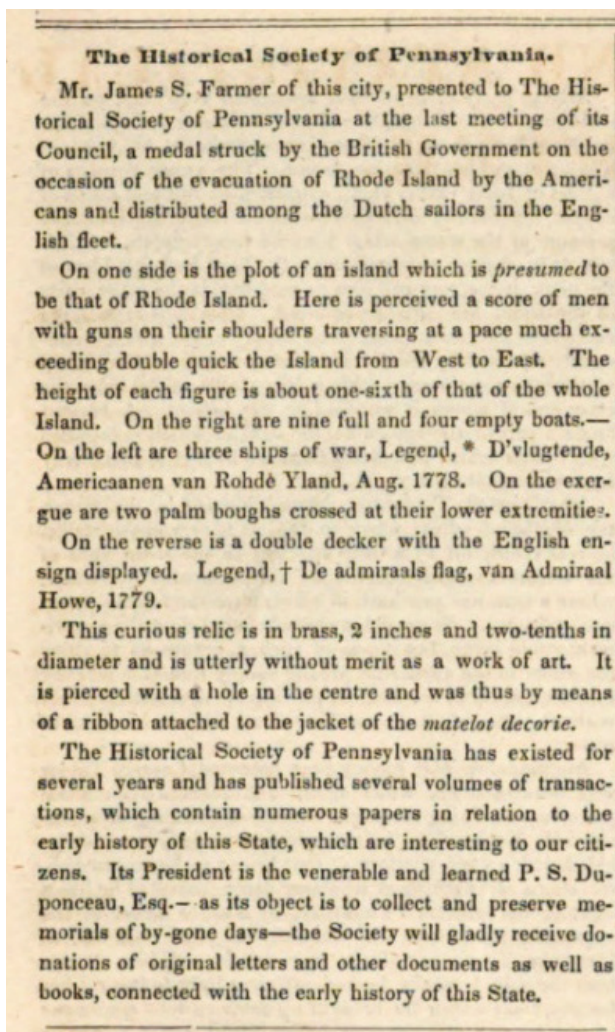 The Historical Society of Pennsylvania.
Mr. James S. Farmer of this city, presented to The His-
torical Society of Pennsylvania at the last meeting of its
Council, a medal struck by the British Government on the
occasion of the evacuation of Rhode Island by the Ameri-
cans and distributed among the Dutch sailors in the Eng-
lish fleet.
On one side is the plot of an island which is presumed to
be that of Rhode Island. Here is perceived a score of men
with guns on their shoulders traversing at a pace much ex-
ceeding double quick the Island from West to East. The
height of each figure is about one-sixth of that of the whole
Island. On the right are nine full and four empty boats.—
On the left are three ships of war, Legend, * D'vlugtende,
Americaanen van Rohdé Yland, Aug. 1778. On the exer-
gue are two palm boughs crossed at their lower extremities.
On the reverse is a double decker with the English en-
sign displayed. Legend, † De admiraals flag, van Admiraal
Howe, 1779.
This curious relic is in brass, 2 inches and two-tenths in
diameter and is utterly without merit as a work of art. It
is pierced with a hole in the centre and was thus by means
of a ribbon attached to the jacket of the matelot decorie.
The Historical Society of Pennsylvania has existed for
several years and has published several volumes of transac-
tions, which contain numerous papers in relation to the
early history of this State, which are interesting to our citi-
zens. Its President is the venerable and learned P. S. Du-
ponceau, Esq.– as its object is to collect and preserve me-
morials of by-gone days—the Society will gladly receive do-
nations of original letters and other documents as well as
books, connected with the early history of this State.